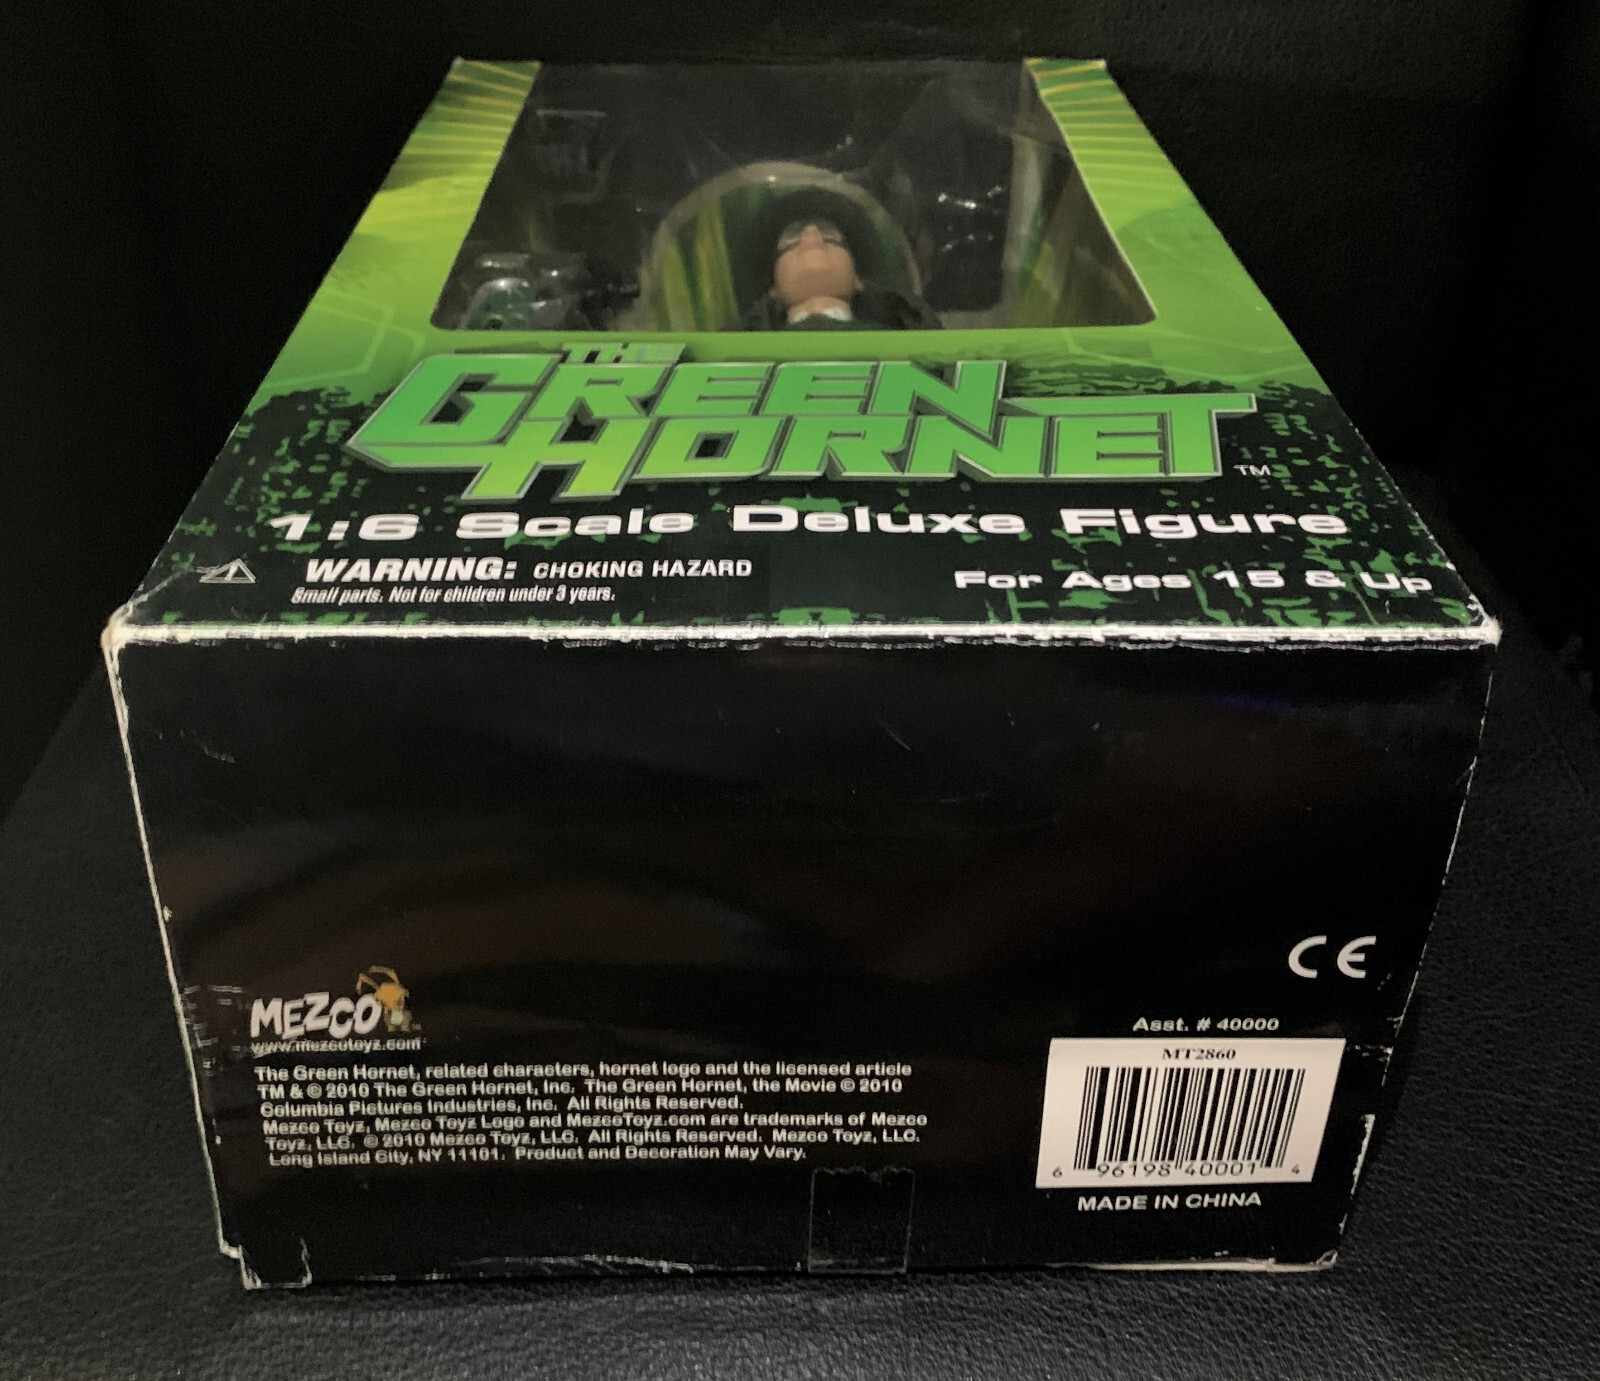 THE
GREEN
HORNET™
1:6 Scale Deluxe Figure
WARNING: CHOKING HAZARD
Small parts. Not for children under 3 years.
For Ages 15 & Up
CE
MEZCO
www.mezcotoyz.com
The Green Hornet, related characters, hornet logo and the licensed article
TM & © 2010 The Green Hornet, Inc. The Green Hornet, the Movie © 2010
Columbia Pictures Industries, Inc. All Rights Reserved.
Mezco Toyz, Mezco Toyz Logo and MezcoToyz.com are trademarks of Mezco
Toyz, LLC. © 2010 Mezco Toyz, LLC. All Rights Reserved. Mezco Toyz, LLC.
Long Island City, NY 11101. Product and Decoration May Vary.
Asst. # 40000
MT2860
6 96198 40001 4
MADE IN CHINA